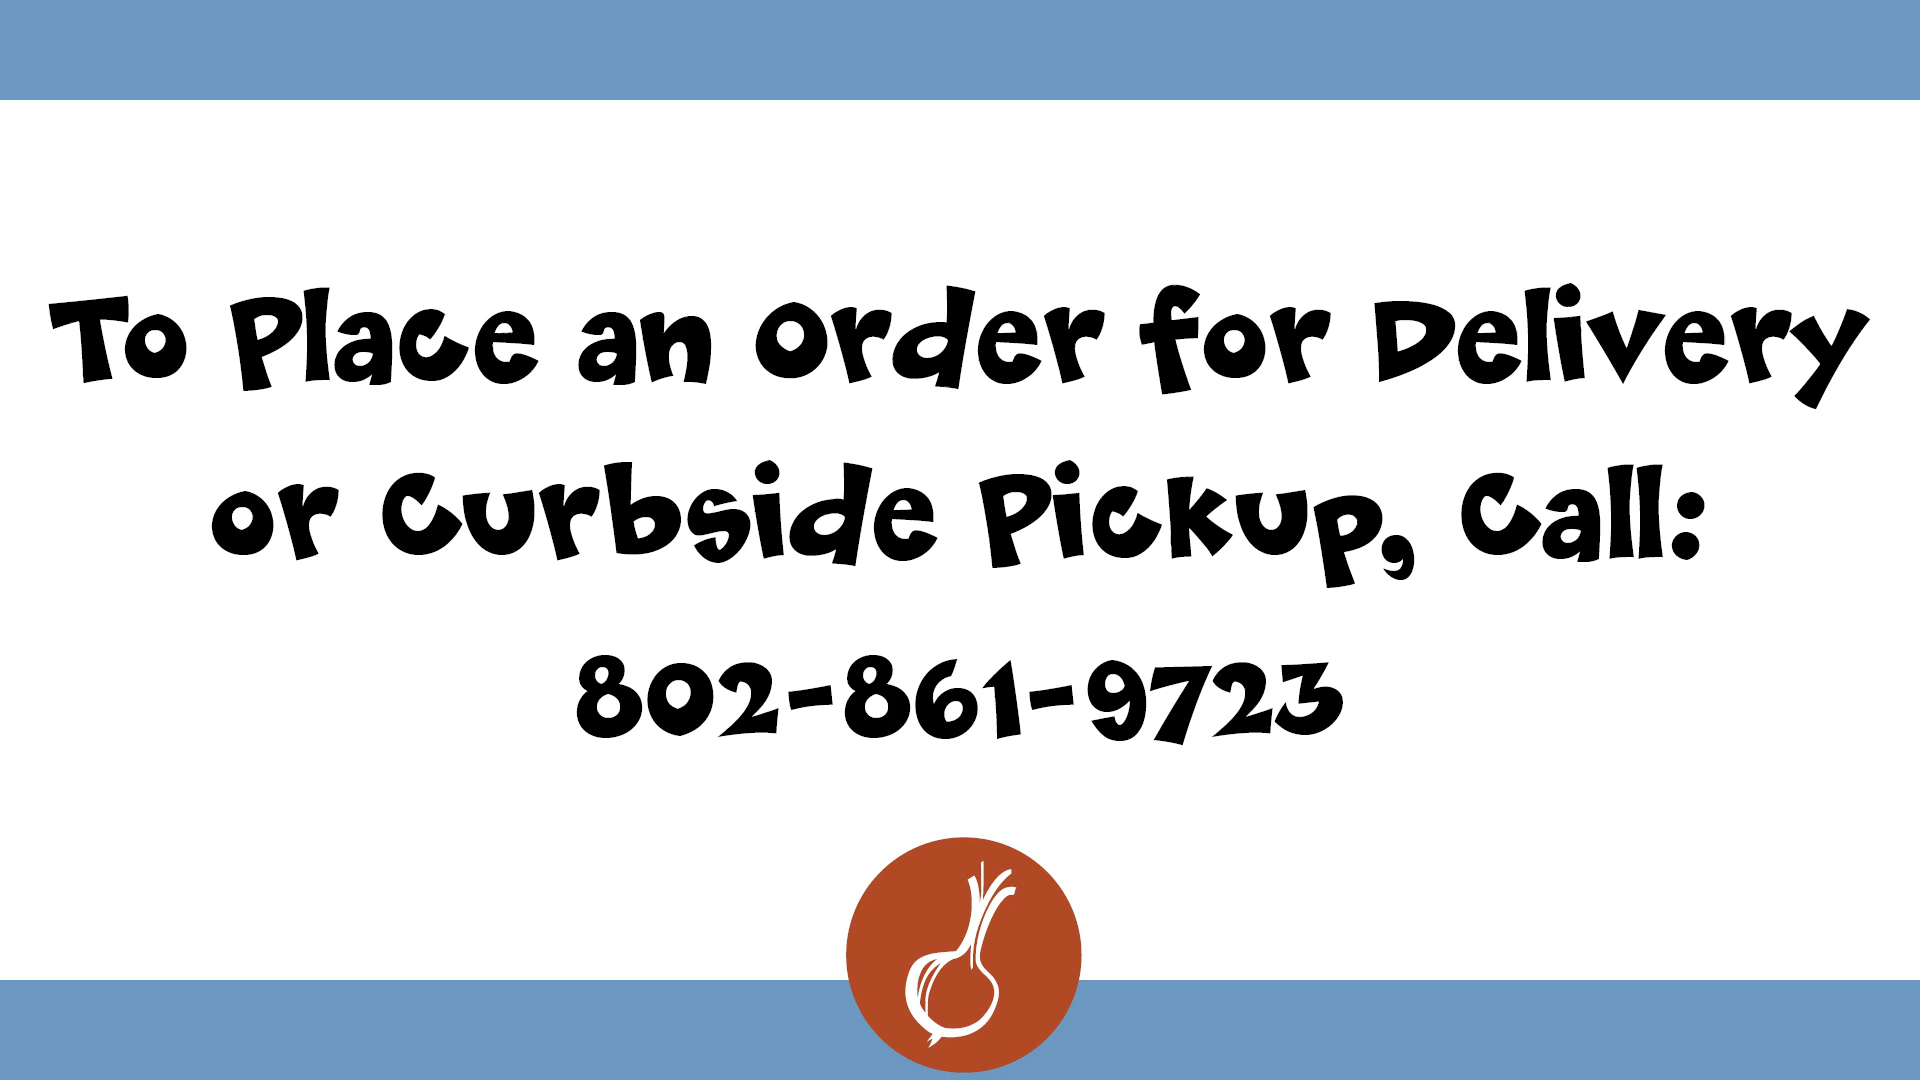 To Place an Order for Delivery
or Curbside Pickup, Call:
802-861-9723